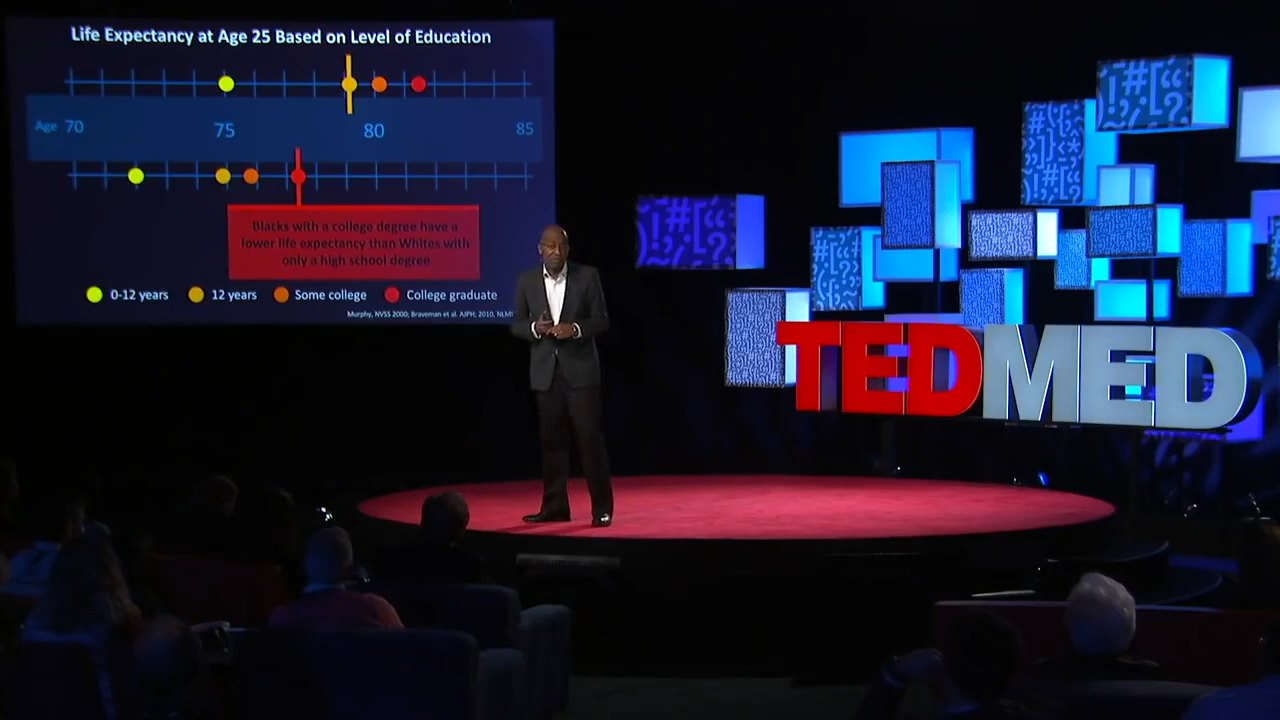 Life Expectancy at Age 25 Based on Level of Education
Age 70 75 80 85
Blacks with a college degree have a
lower life expectancy than Whites with
only a high school degree
0-12 years 12 years Some college College graduate
Murphy, NVSS 2000; Braveman et al. AJPH; 2010, NLMS
TEDMED